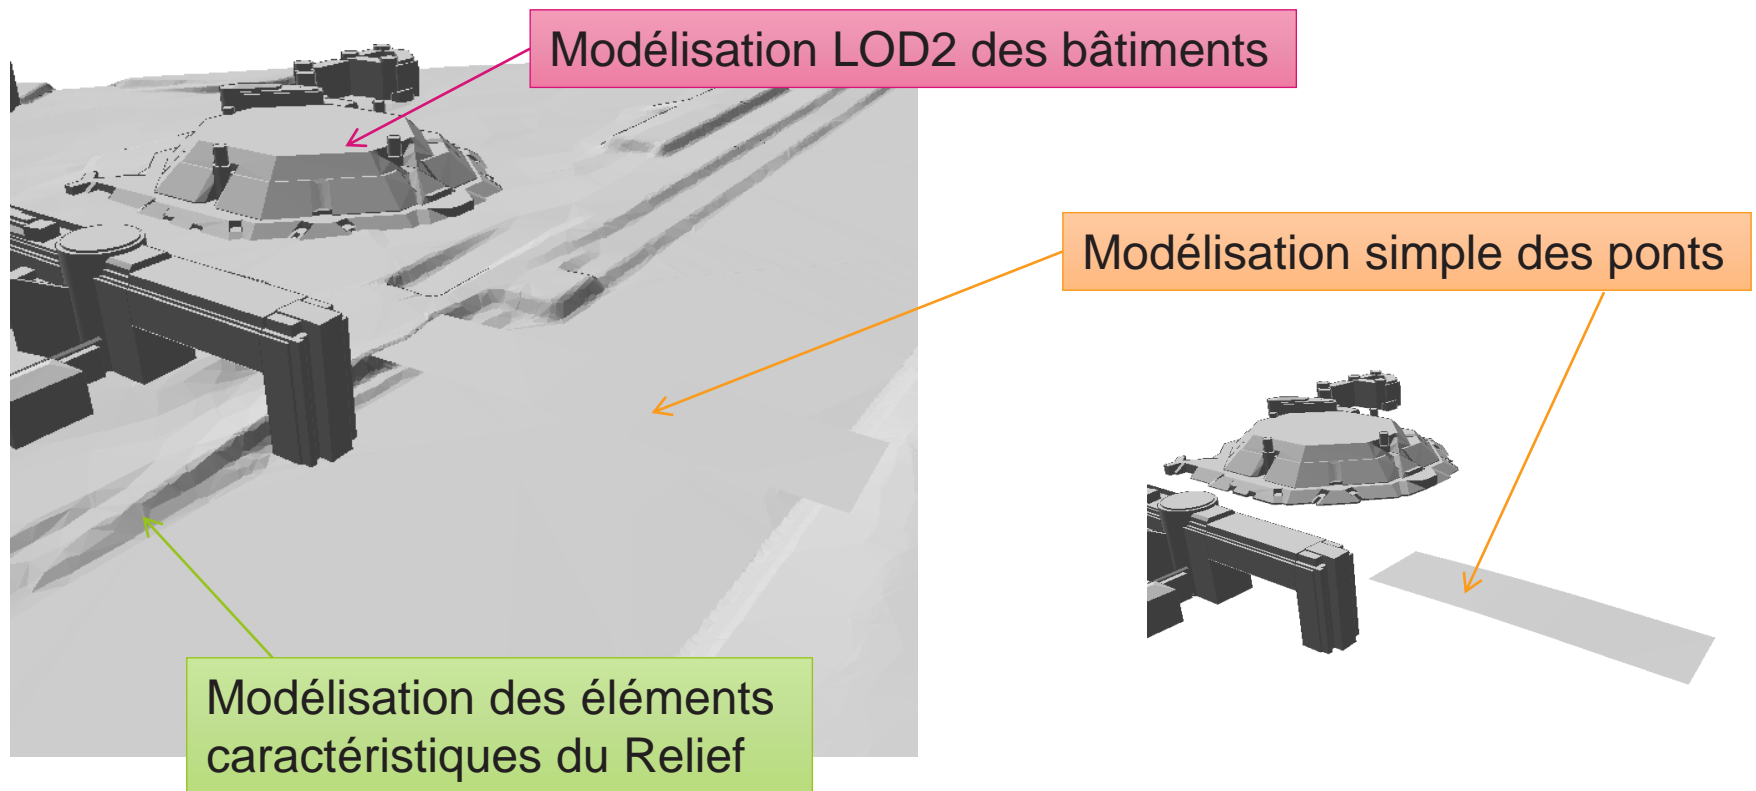 Modélisation LOD2 des bâtiments
Modélisation simple des ponts
Modélisation des éléments
caractéristiques du Relief